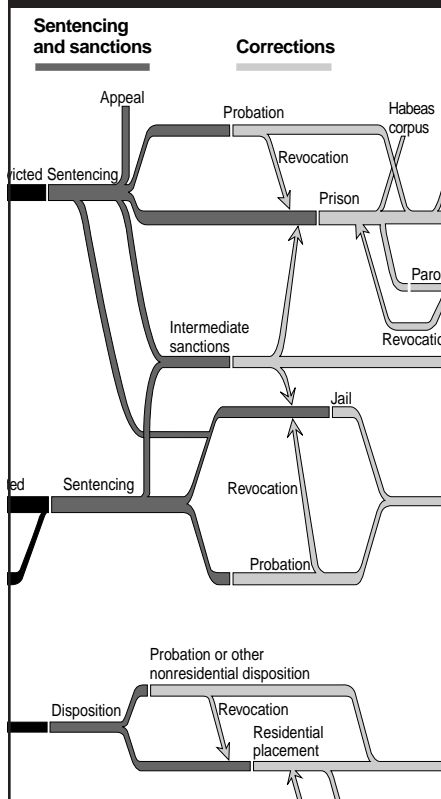 Sentencing
and sanctions
Corrections
Appeal
Probation
Habeas
corpus
Revocation
Sentencing
Prison
Intermediate
sanctions
Jail
Sentencing
Revocation
Probation
Probation or other
nonresidential disposition
Disposition
Revocation
Residential
placement